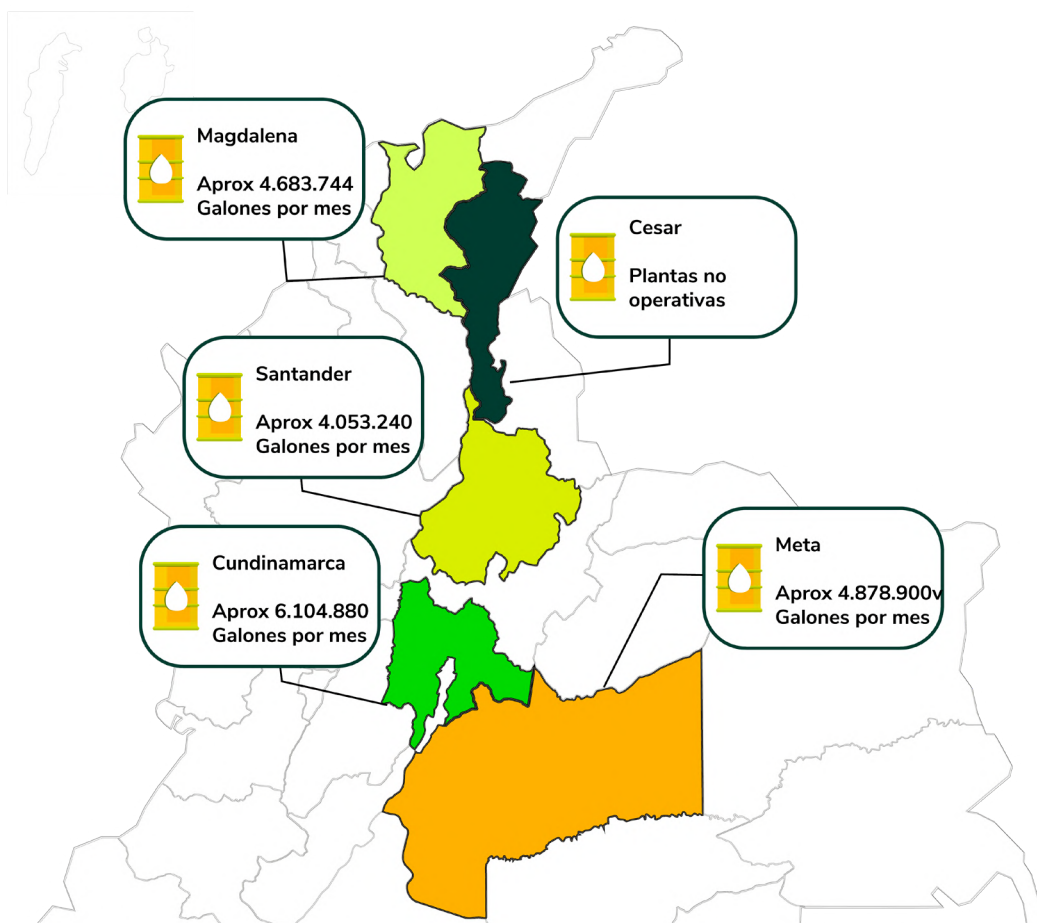 Magdalena
Aprox 4.683.744
Galones por mes
Cesar
Plantas no
operativas
Santander
Aprox 4.053.240
Galones por mes
Cundinamarca
Aprox 6.104.880
Galones por mes
Meta
Aprox 4.878.900v
Galones por mes